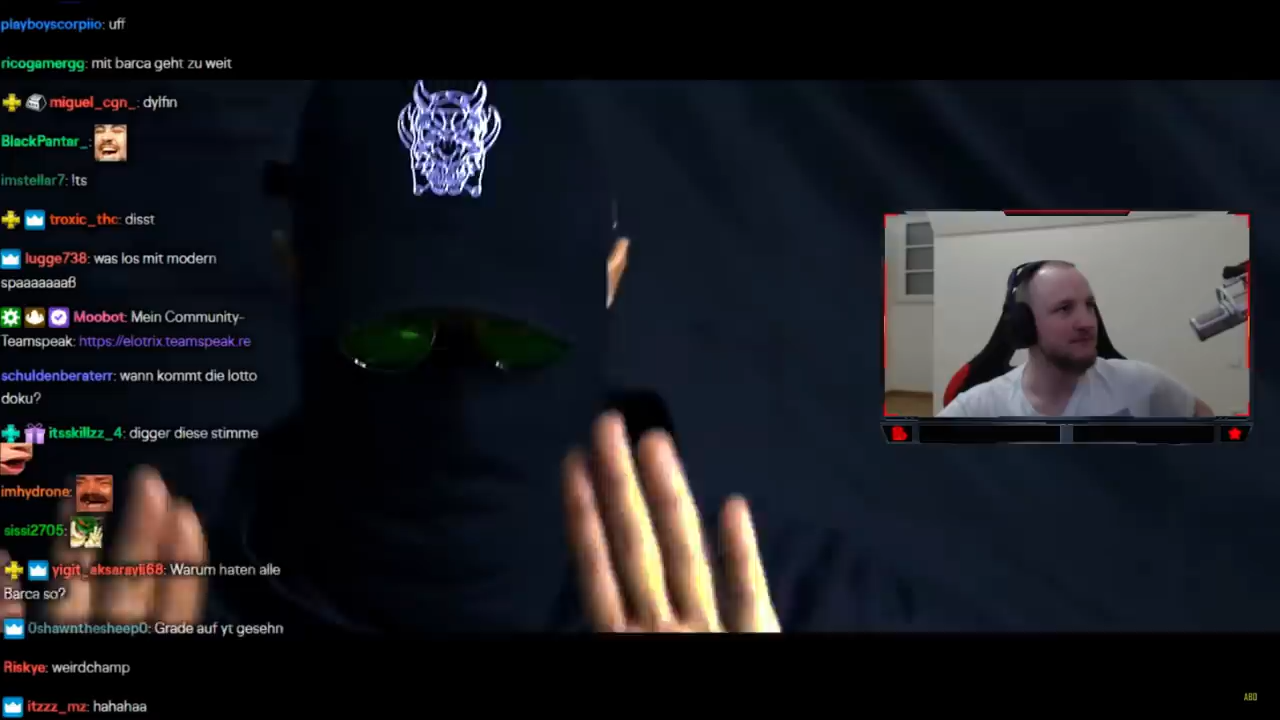 playboyscorpiio: uff
ricogamergg: mit barca geht zu weit
miguel_cgn_: dylfin
BlackPantar_:
imstellar7: !ts
troxic_thc: disst
lugge738: was los mit modern
spaaaaaaaß
Moobot: Mein Community-
Teamspeak: https://elotrix.teamspeak.re
schuldenberaterr: wann kommt die lotto
doku?
itsskillzz_4: digger diese stimme
imhydrone:
sissi2705:
yigit_aksarayli68: Warum haten alle
Barca so?
0shawnthesheep0: Grade auf yt gesehn
Riskye: weirdchamp
itzzz_mz: hahahaa
ABO